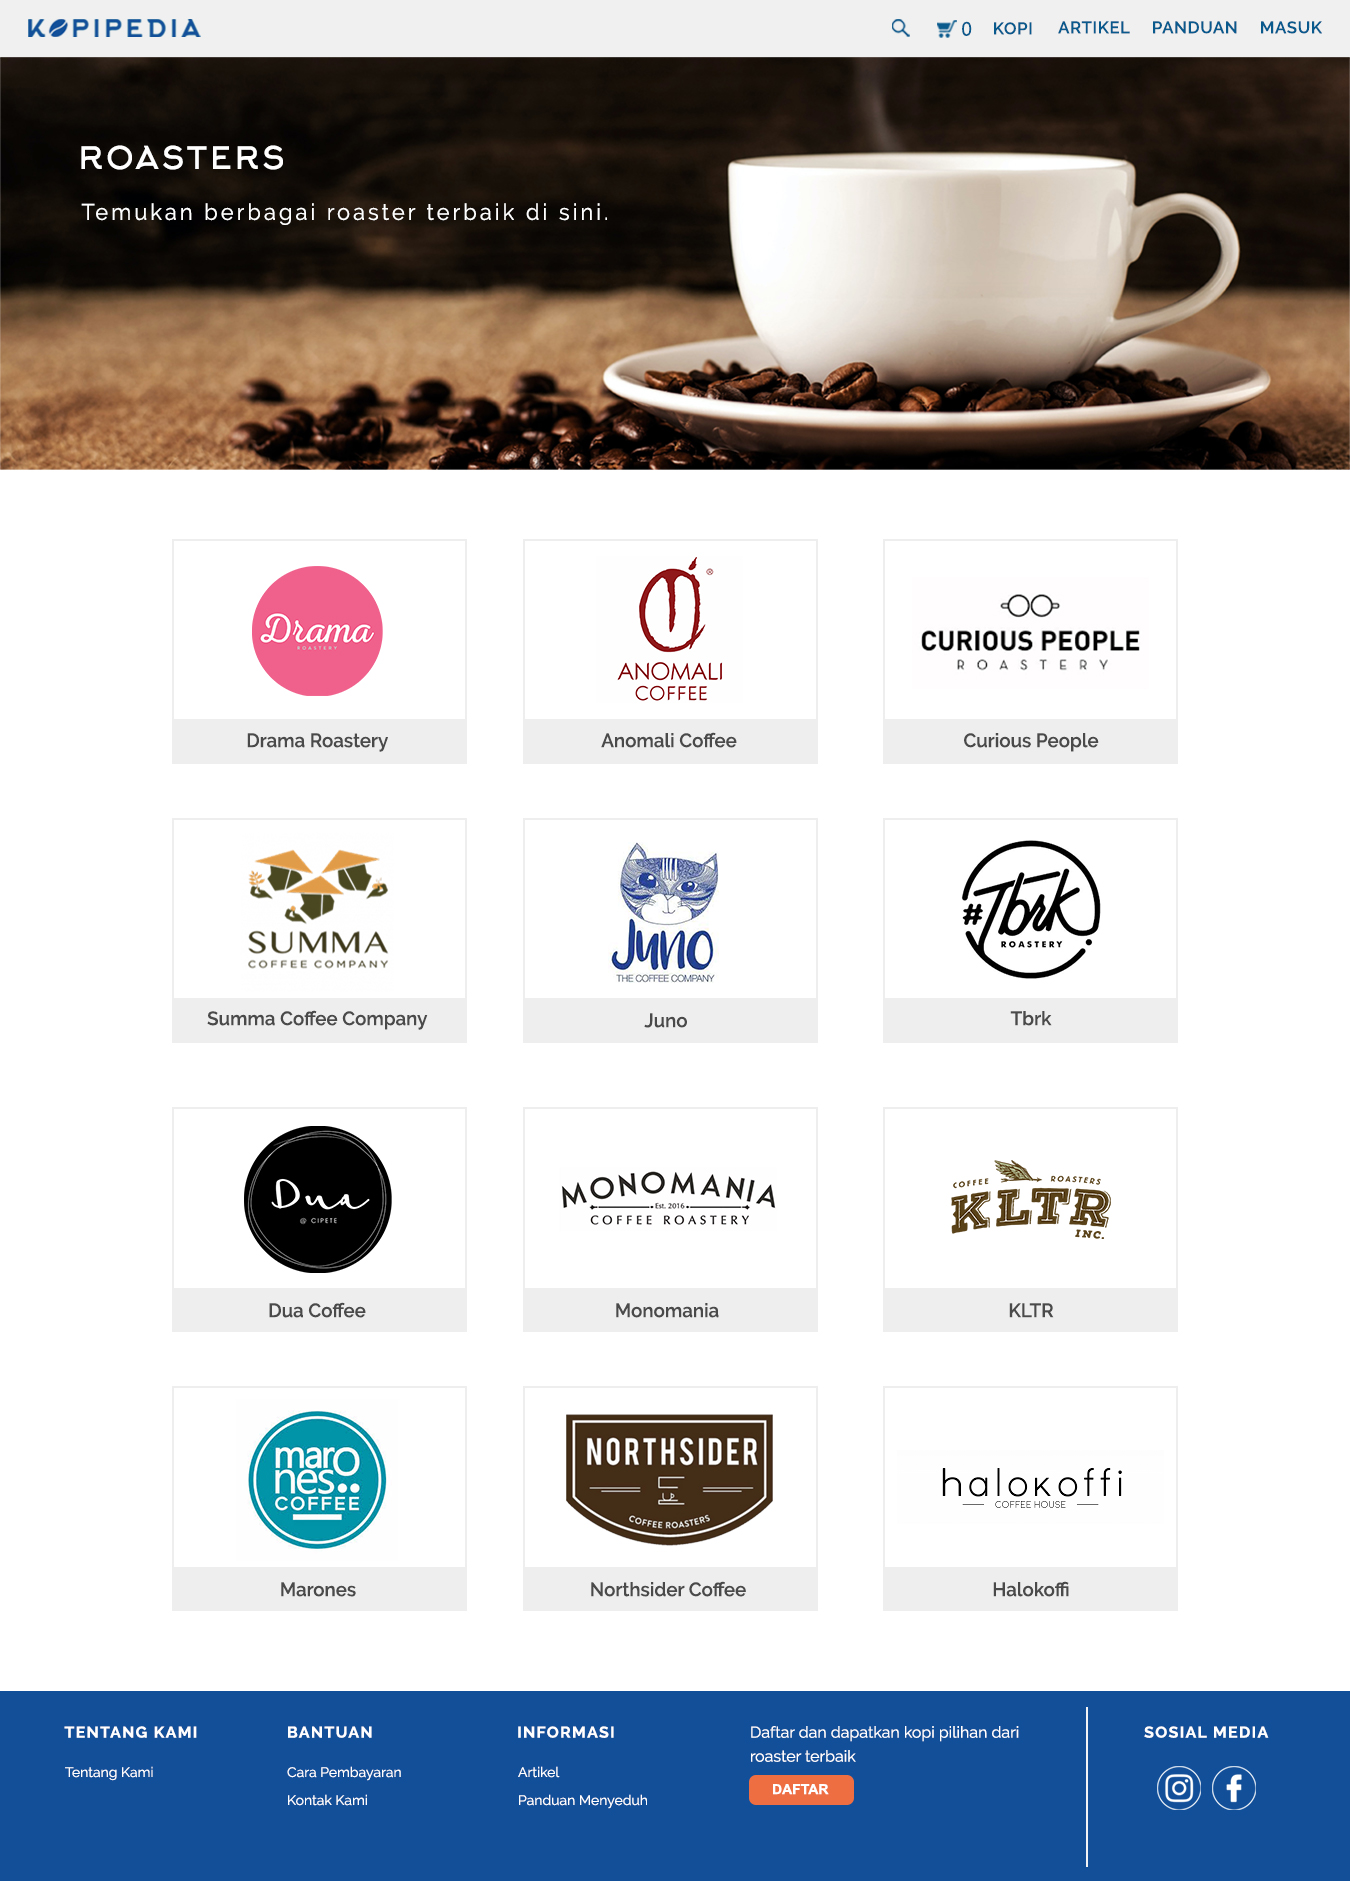 KOPIPEDIA
0 KOPI ARTIKEL PANDUAN MASUK
ROASTERS
Temukan berbagai roaster terbaik di sini.
Drama
ROASTERY
Drama Roastery
®
ANOMALI
COFFEE
Anomali Coffee
CURIOUS PEOPLE
ROASTERY
Curious People
SUMMA
COFFEE COMPANY
Summa Coffee Company
Juno
THE COFFEE COMPANY
Juno
#Tbrk
ROASTERY
Tbrk
Dua
@ CIPETE
Dua Coffee
MONOMANIA
Est. 2016
COFFEE ROASTERY
Monomania
COFFEE ROASTERS
KLTR
INC.
KLTR
maro
nes
COFFEE
Marones
NORTHSIDER
COFFEE ROASTERS
Northsider Coffee
halokoffi
COFFEE HOUSE
Halokoffi
TENTANG KAMI
Tentang Kami
BANTUAN
Cara Pembayaran
Kontak Kami
INFORMASI
Artikel
Panduan Menyeduh
Daftar dan dapatkan kopi pilihan dari
roaster terbaik
DAFTAR
SOSIAL MEDIA